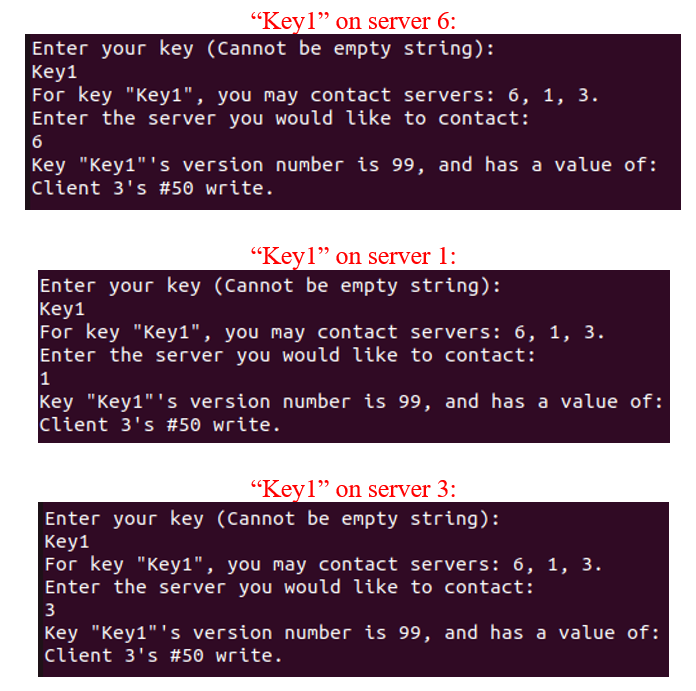 “Key1” on server 6:
Enter your key (Cannot be empty string):
Key1
For key "Key1", you may contact servers: 6, 1, 3.
Enter the server you would like to contact:
6
Key "Key1"'s version number is 99, and has a value of:
Client 3's #50 write.
“Key1” on server 1:
Enter your key (Cannot be empty string):
Key1
For key "Key1", you may contact servers: 6, 1, 3.
Enter the server you would like to contact:
1
Key "Key1"'s version number is 99, and has a value of:
Client 3's #50 write.
“Key1” on server 3:
Enter your key (Cannot be empty string):
Key1
For key "Key1", you may contact servers: 6, 1, 3.
Enter the server you would like to contact:
3
Key "Key1"'s version number is 99, and has a value of:
Client 3's #50 write.